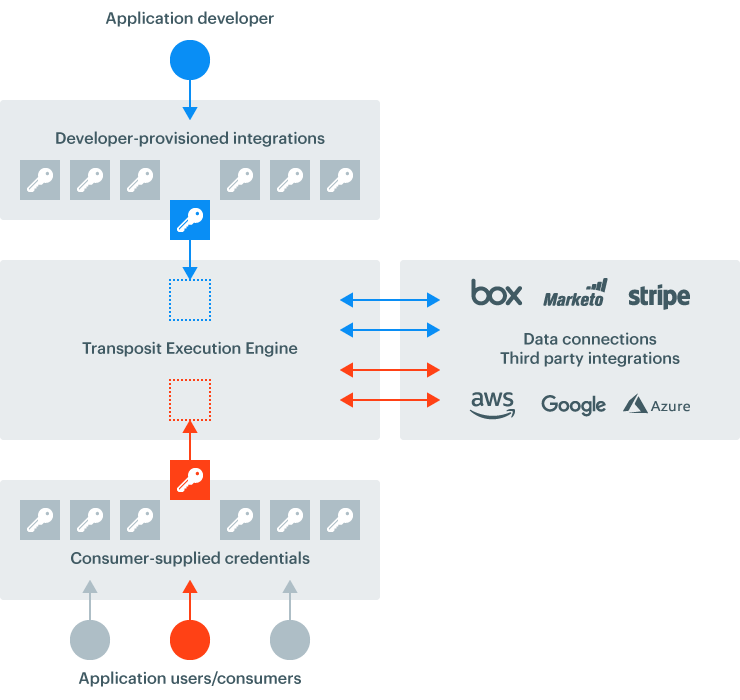 Application developer
Developer-provisioned integrations
Transposit Execution Engine
box Marketo stripe
Data connections
Third party integrations
aws Google Azure
Consumer-supplied credentials
Application users/consumers